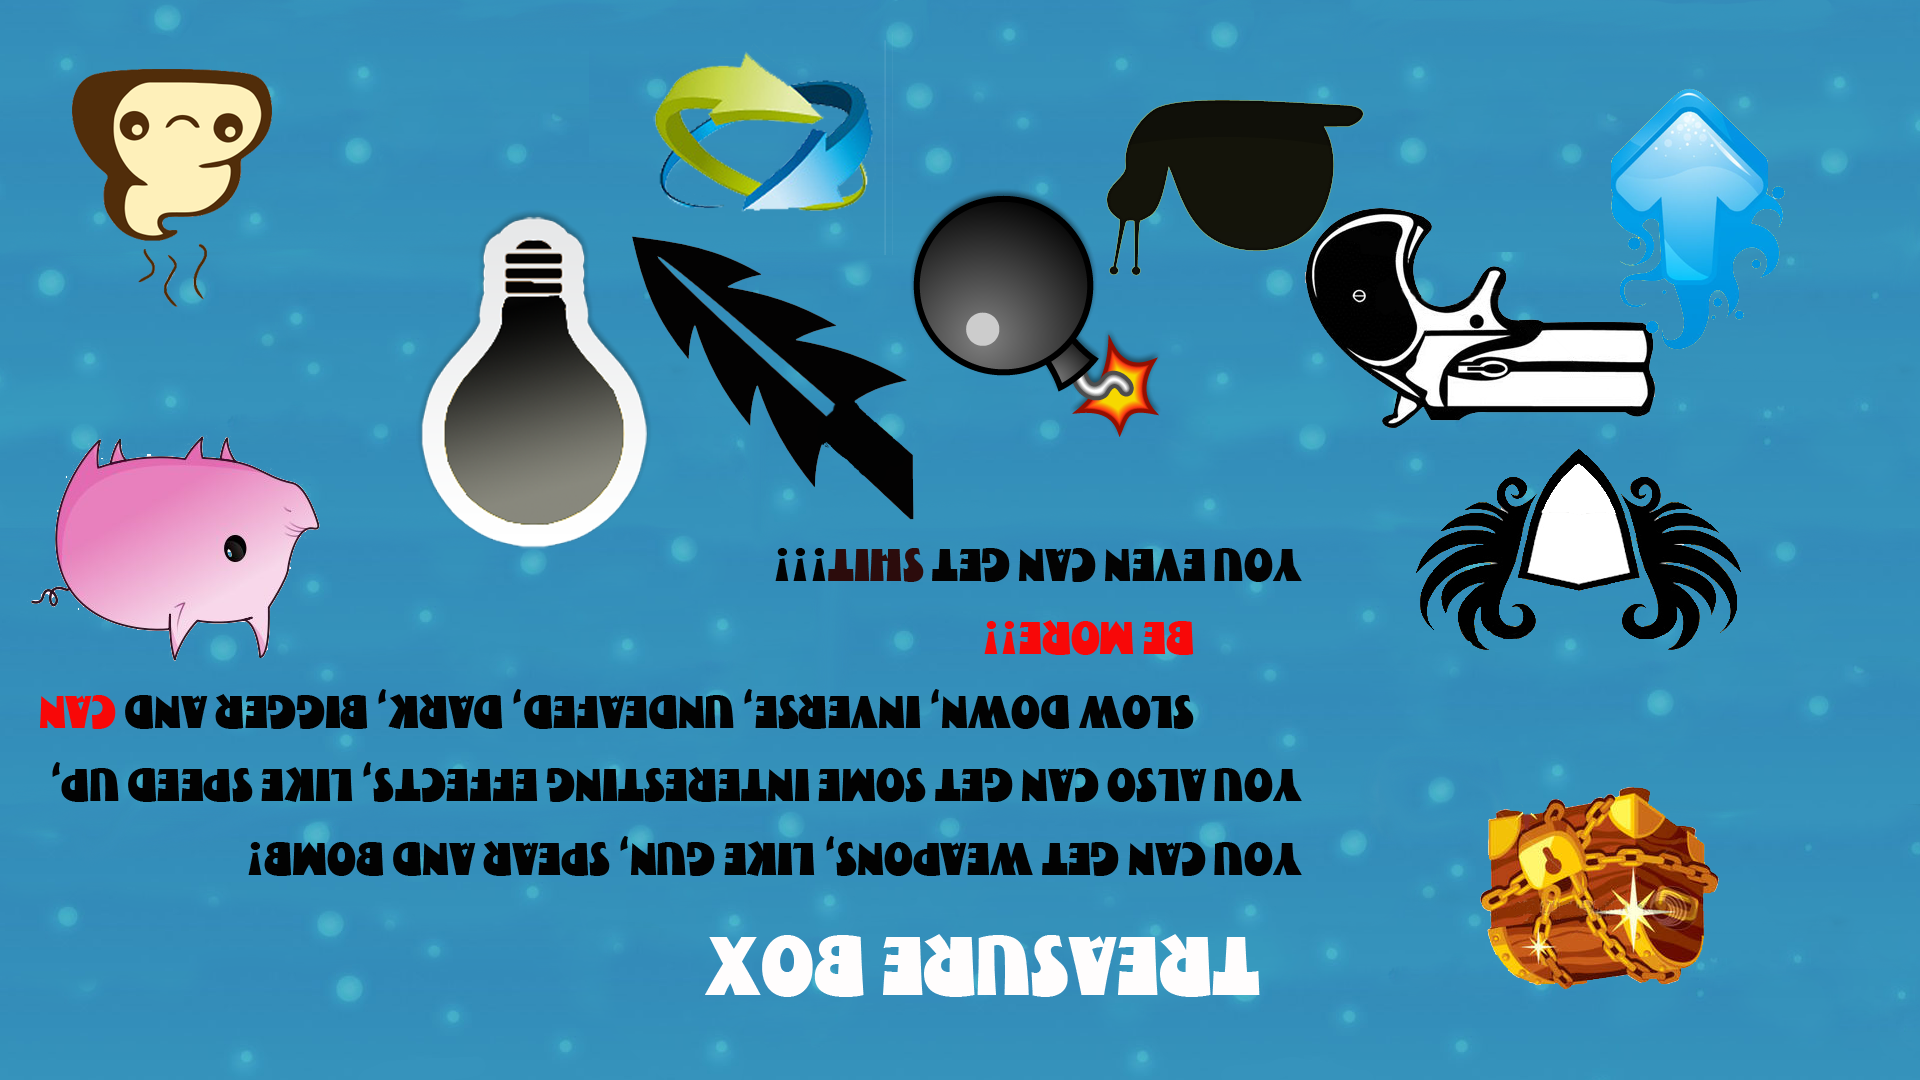 TREASURE BOX
YOU CAN GET WEAPONS, LIKE GUN, SPEAR AND BOMB!
YOU ALSO CAN GET SOME INTERESTING EFFECTS, LIKE SPEED UP,
SLOW DOWN, INVERSE, UNDEAFED, DARK, BIGGER AND CAN
BE MORE!!
YOU EVEN CAN GET SHIT!!!